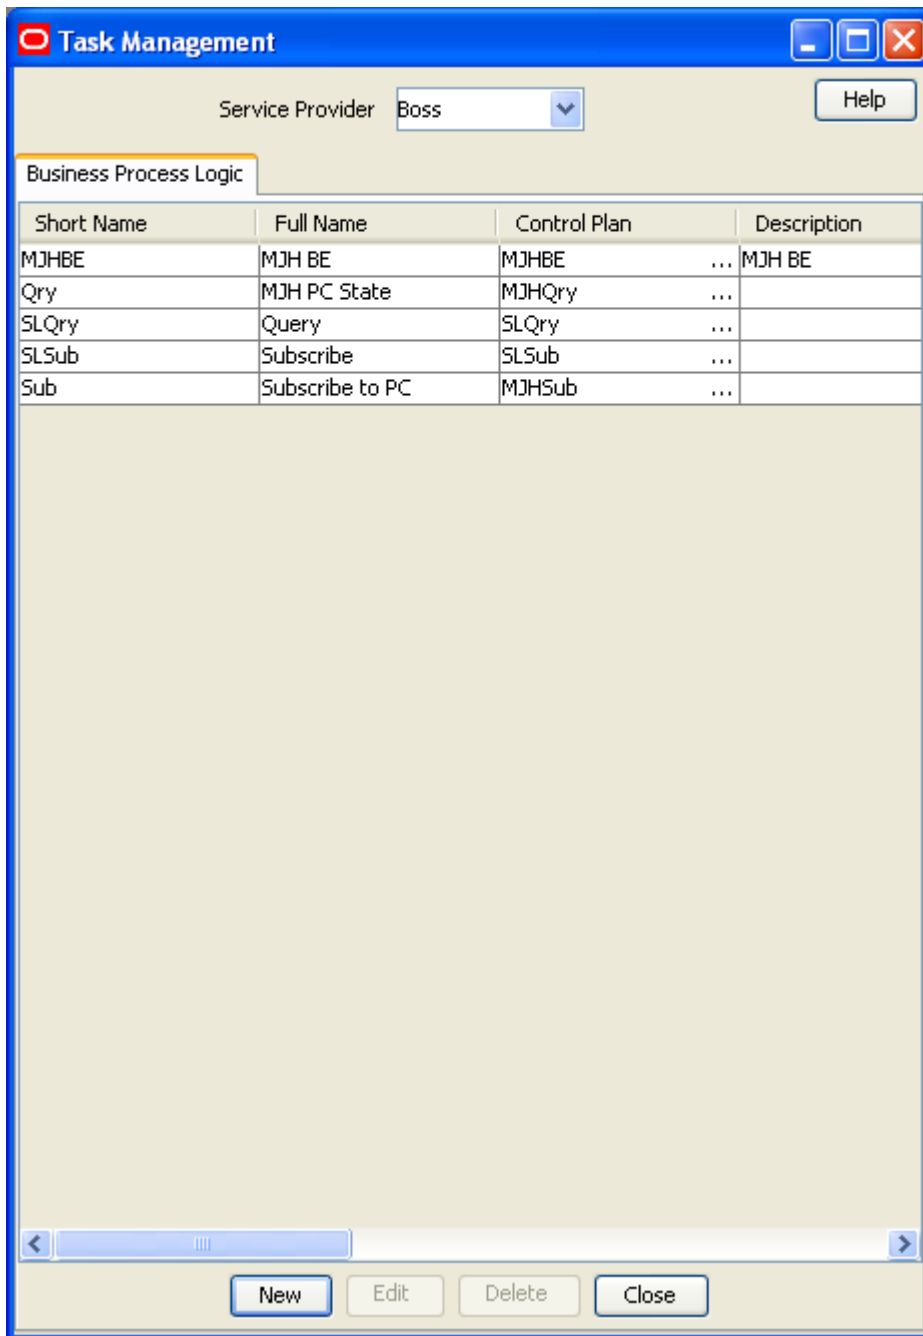 Task Management
Service Provider Boss Help
Business Process Logic
Short Name Full Name Control Plan Description
MJHBE MJH BE MJHBE ... MJH BE
Qry MJH PC State MJHQry ...
SLQry Query SLQry ...
SLSub Subscribe SLSub ...
Sub Subscribe to PC MJHSub ...
New Edit Delete Close